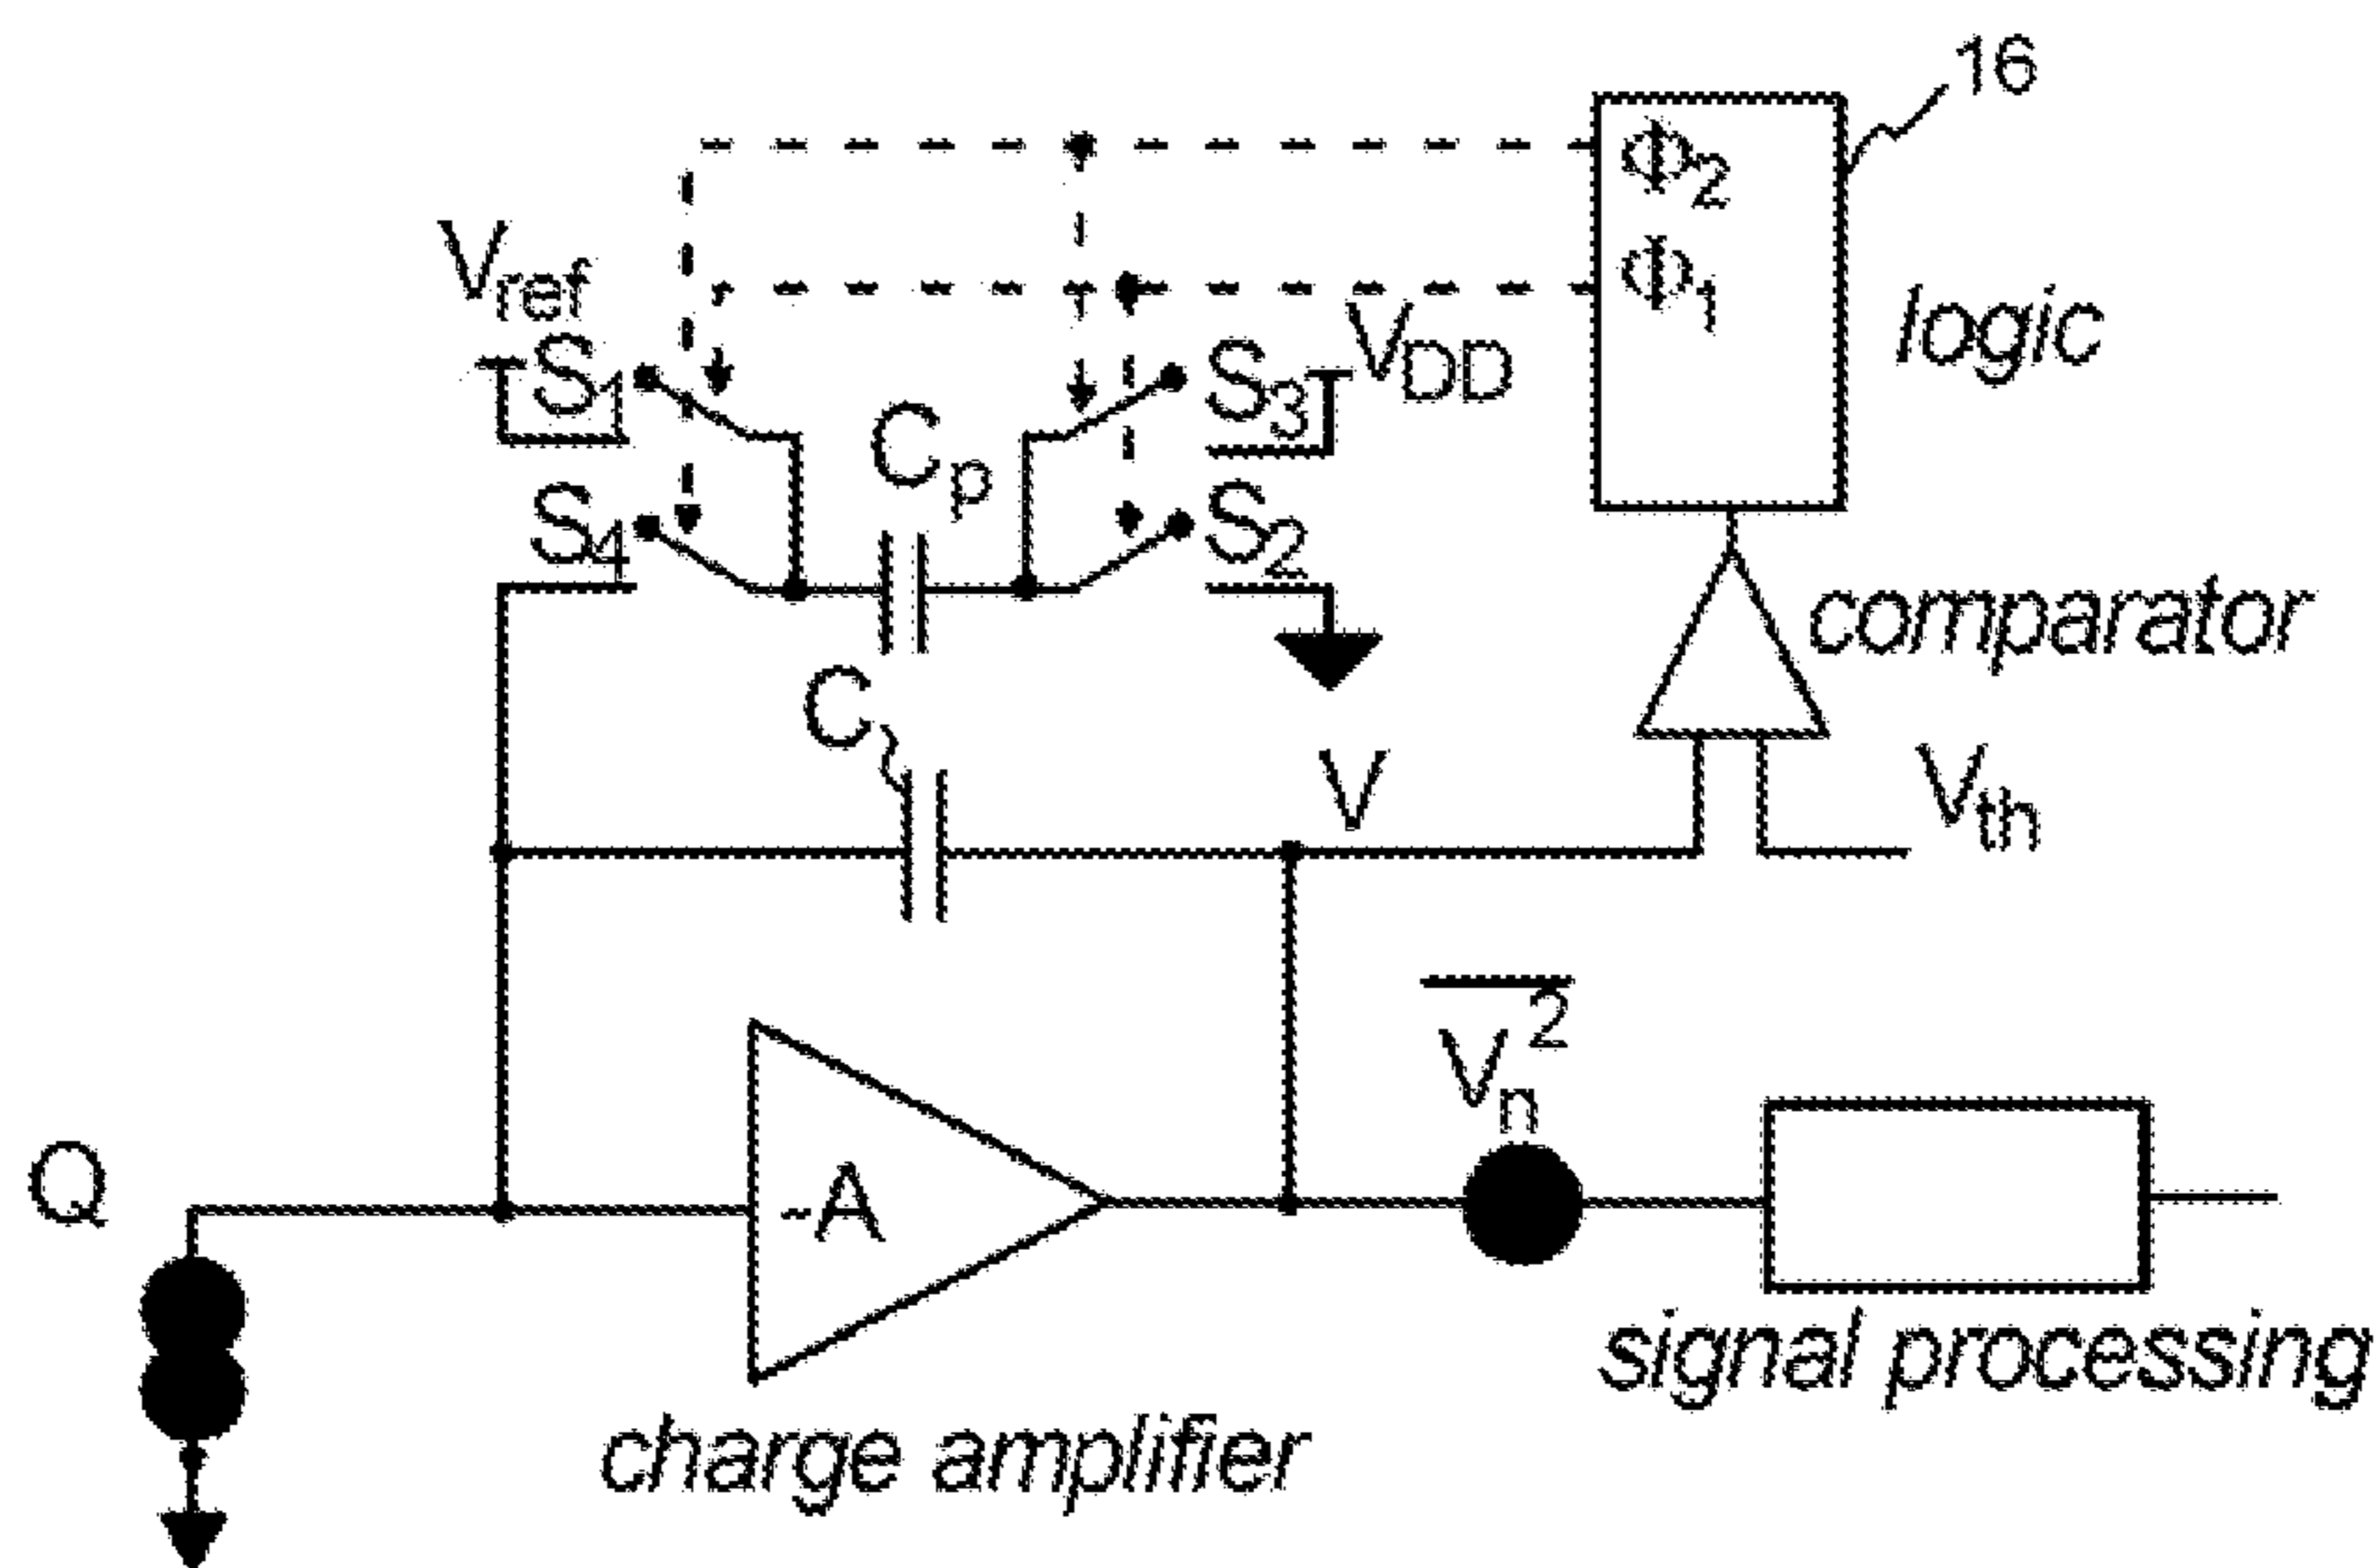 16
Φ2
Vref
Φ1
logic
S1
S3
VDD
Cp
S4
S2
comparator
C
V
Vth
Vn2
Q
-A
signal processing
charge amplifier